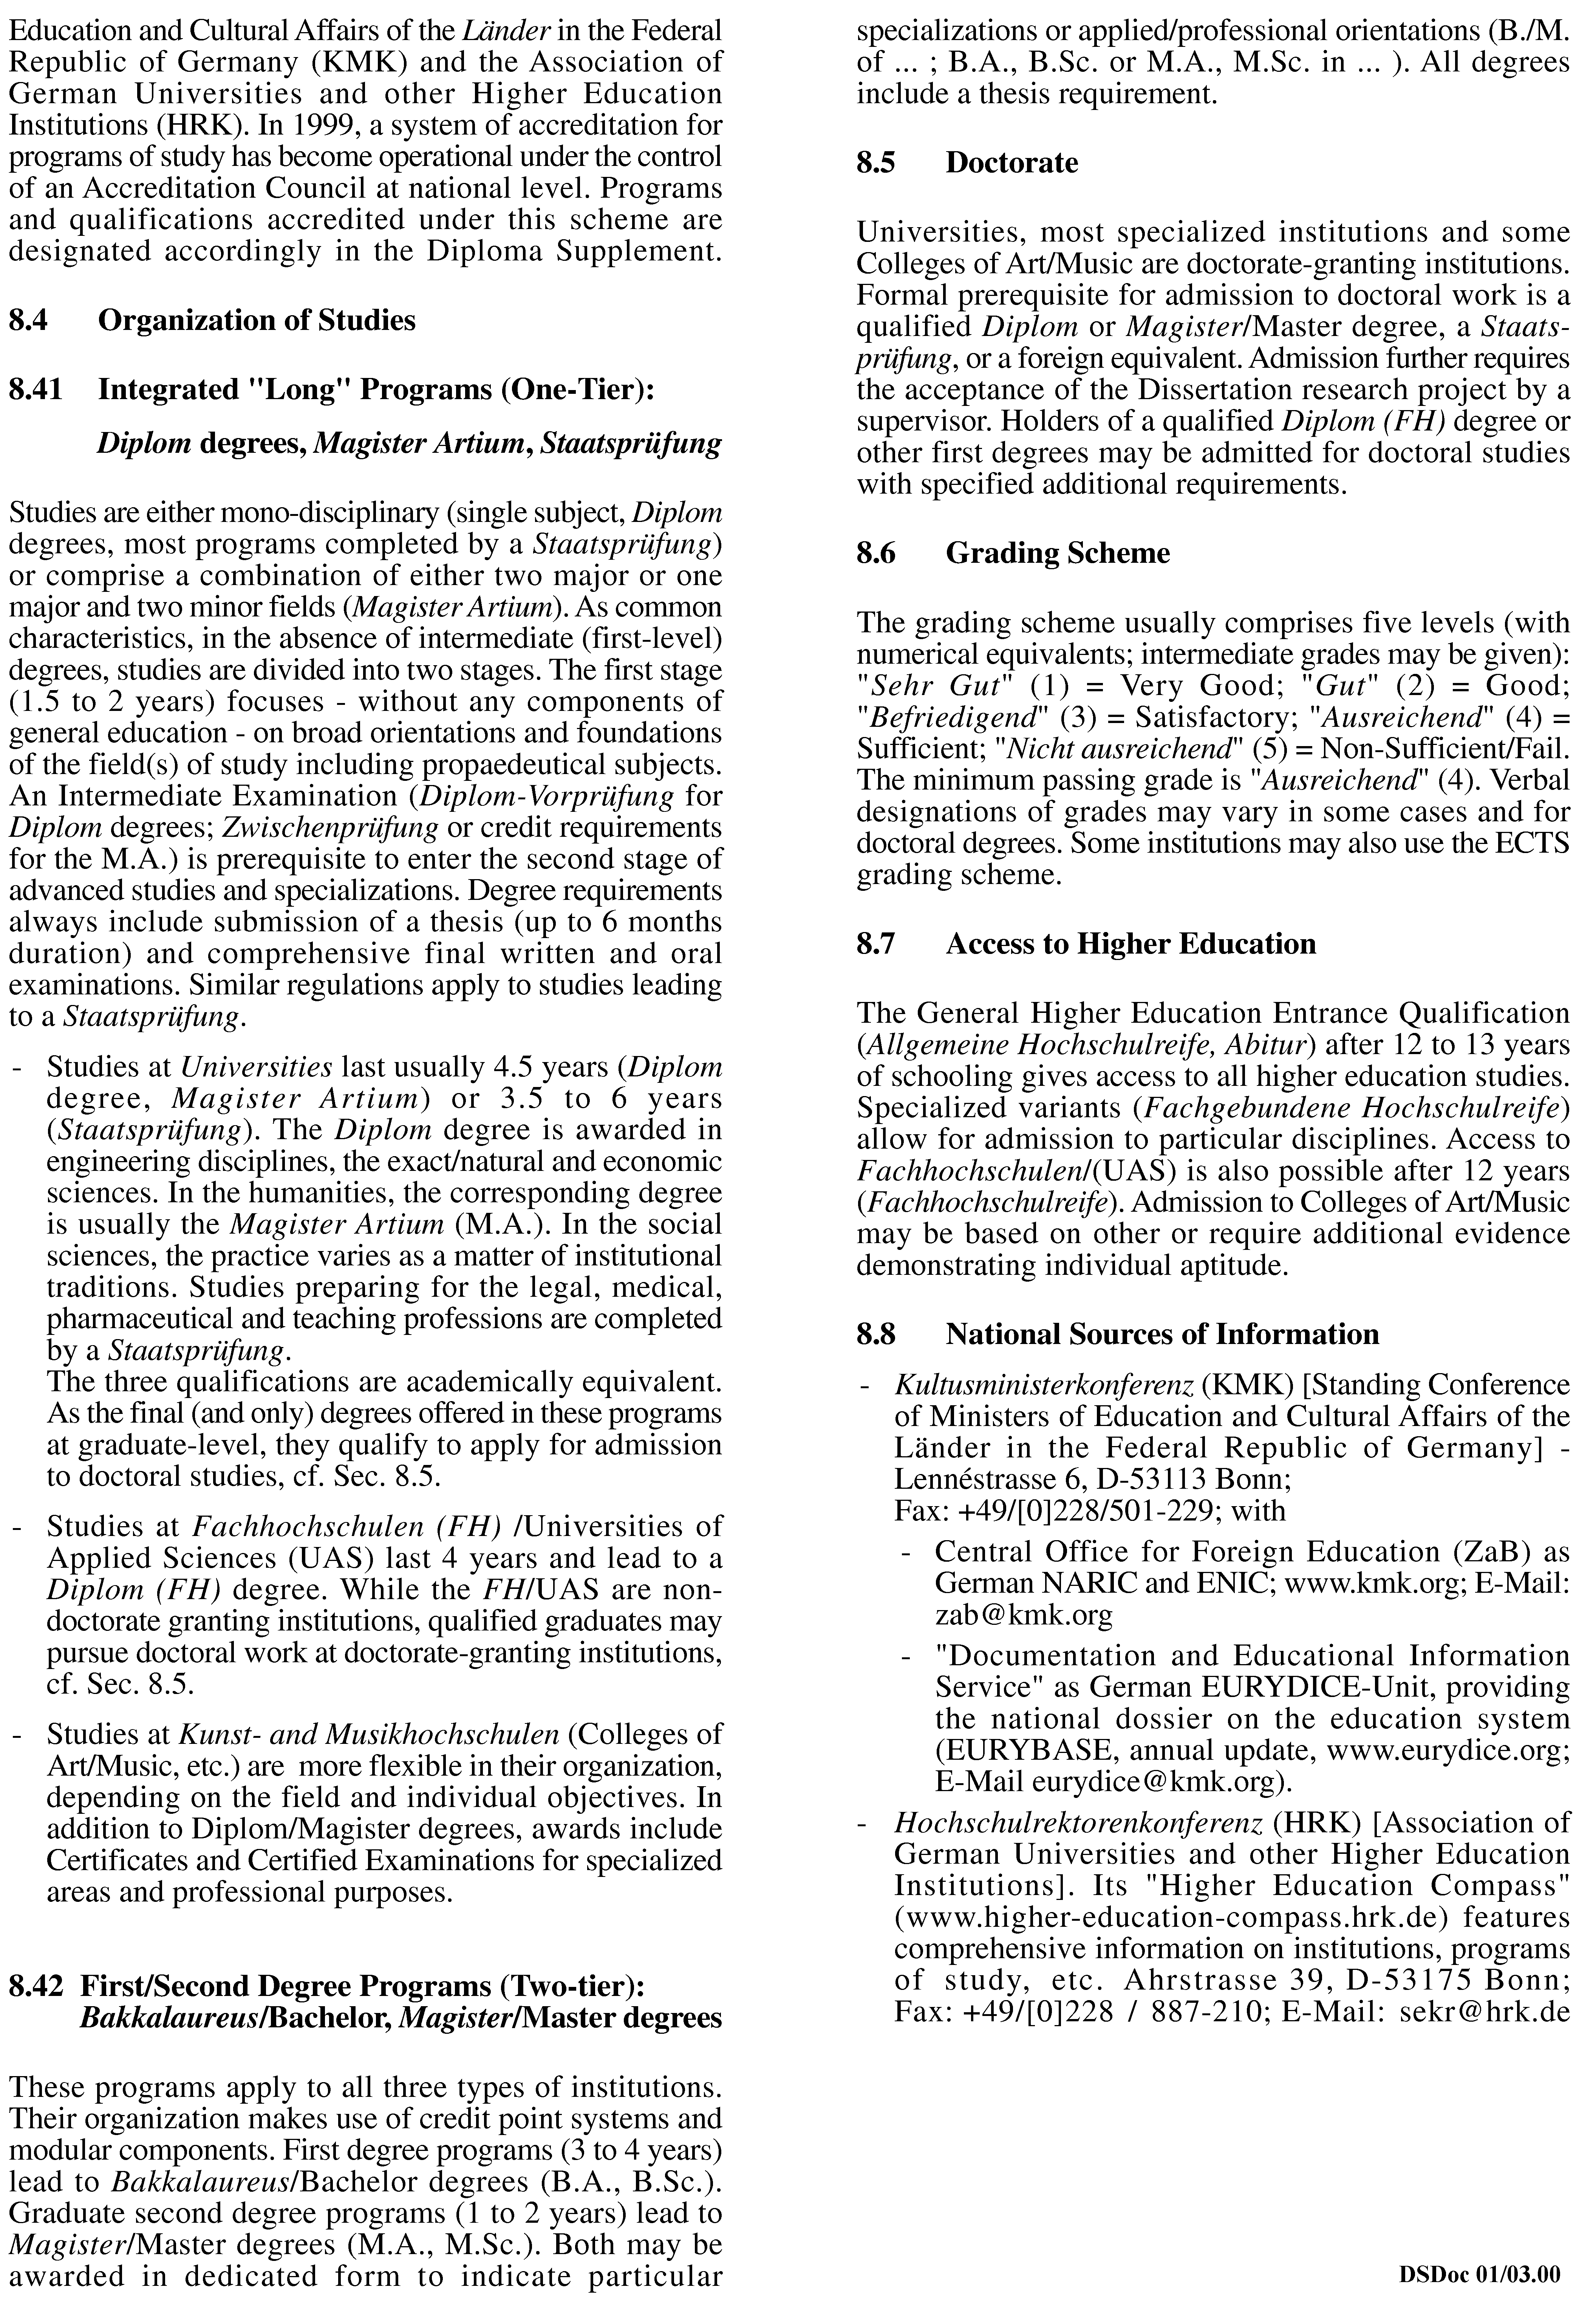 Education and Cultural Affairs of the Länder in the Federal
Republic of Germany (KMK) and the Association of
German Universities and other Higher Education
Institutions (HRK). In 1999, a system of accreditation for
programs of study has become operational under the control
of an Accreditation Council at national level. Programs
and qualifications accredited under this scheme are
designated accordingly in the Diploma Supplement.
8.4 Organization of Studies
8.41 Integrated "Long" Programs (One-Tier):
Diplom degrees, Magister Artium, Staatsprüfung
Studies are either mono-disciplinary (single subject, Diplom
degrees, most programs completed by a Staatsprüfung)
or comprise a combination of either two major or one
major and two minor fields (Magister Artium). As common
characteristics, in the absence of intermediate (first-level)
degrees, studies are divided into two stages. The first stage
(1.5 to 2 years) focuses - without any components of
general education - on broad orientations and foundations
of the field(s) of study including propaedeutical subjects.
An Intermediate Examination (Diplom-Vorprüfung for
Diplom degrees; Zwischenprüfung or credit requirements
for the M.A.) is prerequisite to enter the second stage of
advanced studies and specializations. Degree requirements
always include submission of a thesis (up to 6 months
duration) and comprehensive final written and oral
examinations. Similar regulations apply to studies leading
to a Staatsprüfung.
- Studies at Universities last usually 4.5 years (Diplom
degree, Magister Artium) or 3.5 to 6 years
(Staatsprüfung). The Diplom degree is awarded in
engineering disciplines, the exact/natural and economic
sciences. In the humanities, the corresponding degree
is usually the Magister Artium (M.A.). In the social
sciences, the practice varies as a matter of institutional
traditions. Studies preparing for the legal, medical,
pharmaceutical and teaching professions are completed
by a Staatsprüfung.
The three qualifications are academically equivalent.
As the final (and only) degrees offered in these programs
at graduate-level, they qualify to apply for admission
to doctoral studies, cf. Sec. 8.5.
- Studies at Fachhochschulen (FH) /Universities of
Applied Sciences (UAS) last 4 years and lead to a
Diplom (FH) degree. While the FH/UAS are non-
doctorate granting institutions, qualified graduates may
pursue doctoral work at doctorate-granting institutions,
cf. Sec. 8.5.
- Studies at Kunst- and Musikhochschulen (Colleges of
Art/Music, etc.) are more flexible in their organization,
depending on the field and individual objectives. In
addition to Diplom/Magister degrees, awards include
Certificates and Certified Examinations for specialized
areas and professional purposes.
8.42 First/Second Degree Programs (Two-tier):
Bakkalaureus/Bachelor, Magister/Master degrees
These programs apply to all three types of institutions.
Their organization makes use of credit point systems and
modular components. First degree programs (3 to 4 years)
lead to Bakkalaureus/Bachelor degrees (B.A., B.Sc.).
Graduate second degree programs (1 to 2 years) lead to
Magister/Master degrees (M.A., M.Sc.). Both may be
awarded in dedicated form to indicate particular
specializations or applied/professional orientations (B./M.
of ... ; B.A., B.Sc. or M.A., M.Sc. in ... ). All degrees
include a thesis requirement.
8.5 Doctorate
Universities, most specialized institutions and some
Colleges of Art/Music are doctorate-granting institutions.
Formal prerequisite for admission to doctoral work is a
qualified Diplom or Magister/Master degree, a Staats-
prüfung, or a foreign equivalent. Admission further requires
the acceptance of the Dissertation research project by a
supervisor. Holders of a qualified Diplom (FH) degree or
other first degrees may be admitted for doctoral studies
with specified additional requirements.
8.6 Grading Scheme
The grading scheme usually comprises five levels (with
numerical equivalents; intermediate grades may be given):
"Sehr Gut" (1) = Very Good; "Gut" (2) = Good;
"Befriedigend" (3) = Satisfactory; "Ausreichend" (4) =
Sufficient; "Nicht ausreichend" (5) = Non-Sufficient/Fail.
The minimum passing grade is "Ausreichend" (4). Verbal
designations of grades may vary in some cases and for
doctoral degrees. Some institutions may also use the ECTS
grading scheme.
8.7 Access to Higher Education
The General Higher Education Entrance Qualification
(Allgemeine Hochschulreife, Abitur) after 12 to 13 years
of schooling gives access to all higher education studies.
Specialized variants (Fachgebundene Hochschulreife)
allow for admission to particular disciplines. Access to
Fachhochschulen/(UAS) is also possible after 12 years
(Fachhochschulreife). Admission to Colleges of Art/Music
may be based on other or require additional evidence
demonstrating individual aptitude.
8.8 National Sources of Information
- Kultusministerkonferenz (KMK) [Standing Conference
of Ministers of Education and Cultural Affairs of the
Länder in the Federal Republic of Germany] -
Lennéstrasse 6, D-53113 Bonn;
Fax: +49/[0]228/501-229; with
- Central Office for Foreign Education (ZaB) as
German NARIC and ENIC; www.kmk.org; E-Mail:
zab@kmk.org
- "Documentation and Educational Information
Service" as German EURYDICE-Unit, providing
the national dossier on the education system
(EURYBASE, annual update, www.eurydice.org;
E-Mail eurydice@kmk.org).
- Hochschulrektorenkonferenz (HRK) [Association of
German Universities and other Higher Education
Institutions]. Its "Higher Education Compass"
(www.higher-education-compass.hrk.de) features
comprehensive information on institutions, programs
of study, etc. Ahrstrasse 39, D-53175 Bonn;
Fax: +49/[0]228 / 887-210; E-Mail: sekr@hrk.de
DSDoc 01/03.00